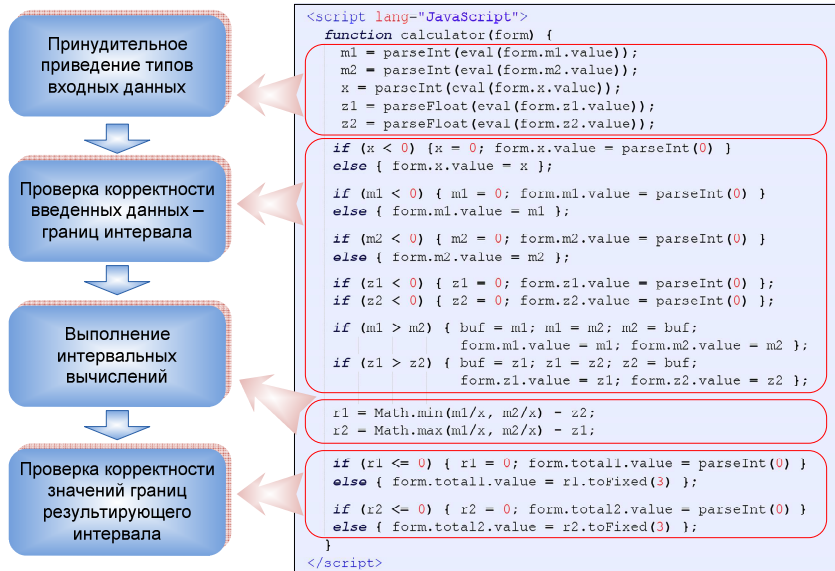 Принудительное
приведение типов
входных данных
Проверка корректности
введенных данных –
границ интервала
Выполнение
интервальных
вычислений
Проверка корректности
значений границ
результирующего
интервала
<script lang="JavaScript">
function calculator(form) {
m1 = parseInt(eval(form.m1.value));
m2 = parseInt(eval(form.m2.value));
x = parseInt(eval(form.x.value));
z1 = parseFloat(eval(form.z1.value));
z2 = parseFloat(eval(form.z2.value));
if (x < 0) {x = 0; form.x.value = parseInt(0) }
else { form.x.value = x };
if (m1 < 0) { m1 = 0; form.m1.value = parseInt(0) }
else { form.m1.value = m1 };
if (m2 < 0) { m2 = 0; form.m2.value = parseInt(0) }
else { form.m2.value = m2 };
if (z1 < 0) { z1 = 0; form.z1.value = parseInt(0) };
if (z2 < 0) { z2 = 0; form.z2.value = parseInt(0) };
if (m1 > m2) { buf = m1; m1 = m2; m2 = buf;
form.m1.value = m1; form.m2.value = m2 };
if (z1 > z2) { buf = z1; z1 = z2; z2 = buf;
form.z1.value = z1; form.z2.value = z2 };
r1 = Math.min(m1/x, m2/x) - z2;
r2 = Math.max(m1/x, m2/x) - z1;
if (r1 <= 0) { r1 = 0; form.total1.value = parseInt(0) }
else { form.total1.value = r1.toFixed(3) };
if (r2 <= 0) { r2 = 0; form.total2.value = parseInt(0) }
else { form.total2.value = r2.toFixed(3) };
}
</script>